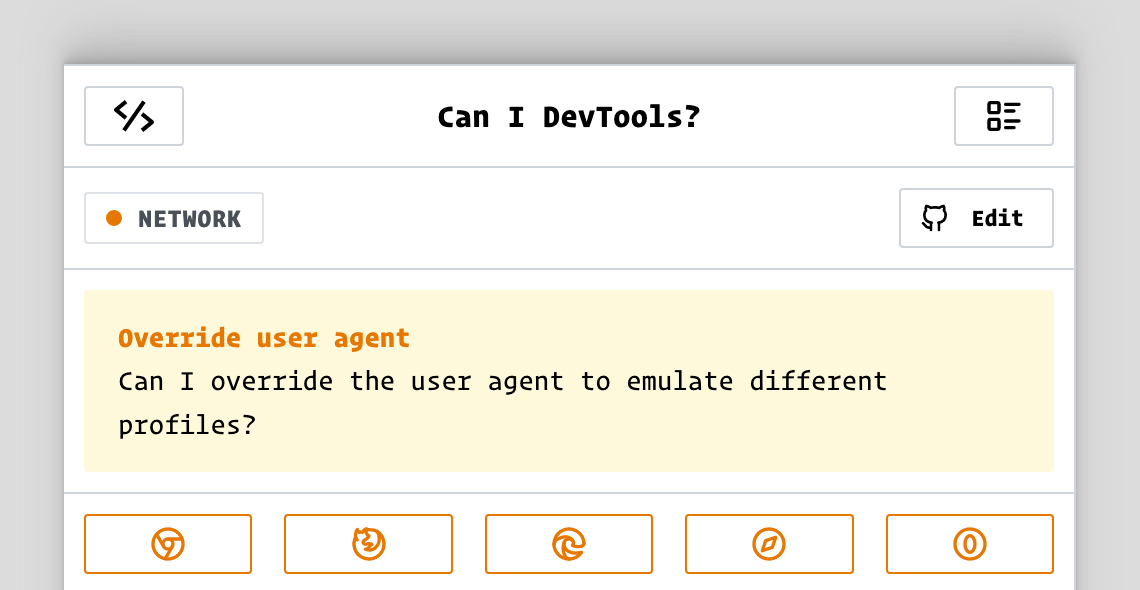 Can I DevTools?
NETWORK
Edit
Override user agent
Can I override the user agent to emulate different
profiles?